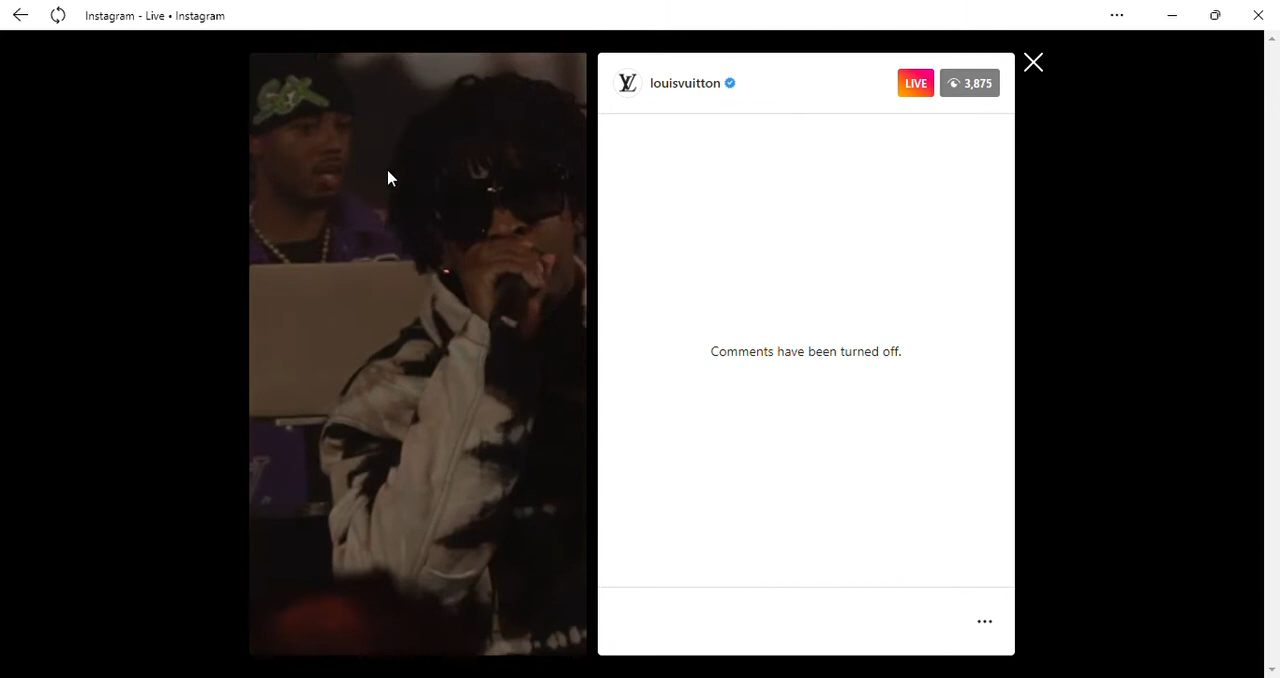 Instagram - Live • Instagram
louisvuitton
LIVE
3,875
Comments have been turned off.